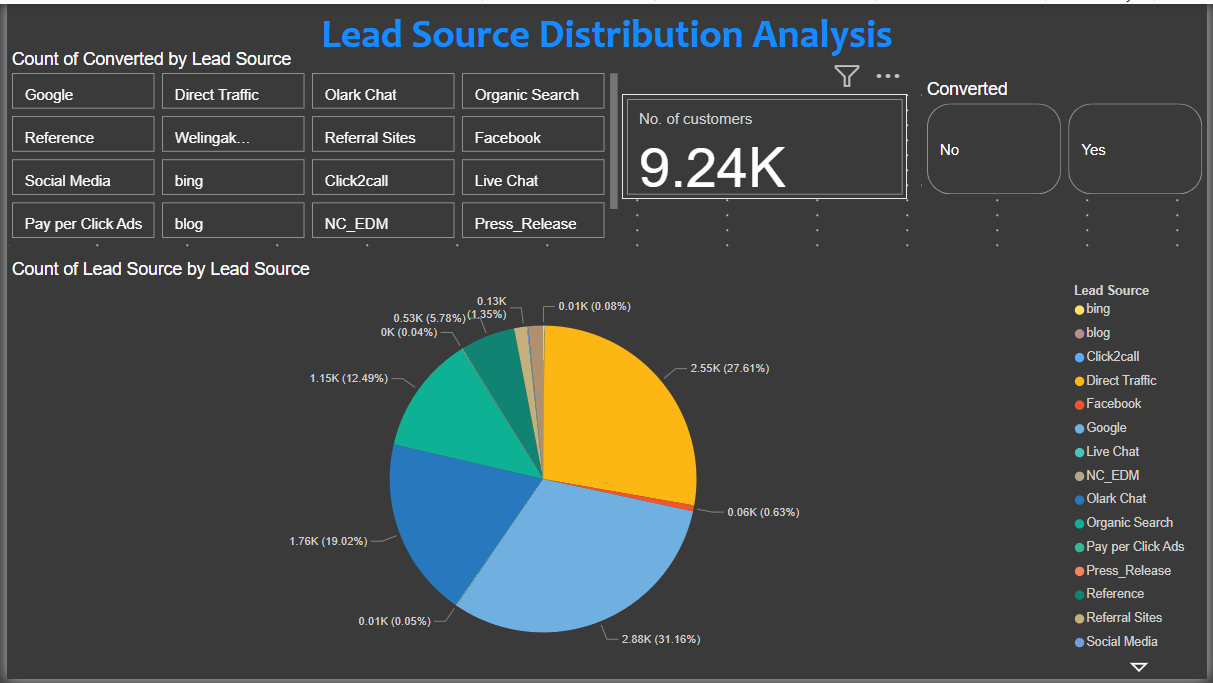 Lead Source Distribution Analysis
Count of Converted by Lead Source
Google
Direct Traffic
Olark Chat
Organic Search
Reference
Welingak...
Referral Sites
Facebook
Social Media
bing
Click2call
Live Chat
Pay per Click Ads
blog
NC_EDM
Press_Release
No. of customers
9.24K
Converted
No
Yes
Count of Lead Source by Lead Source
0.01K (0.08%)
2.55K (27.61%)
0.06K (0.63%)
2.88K (31.16%)
0.01K (0.05%)
1.76K (19.02%)
1.15K (12.49%)
0K (0.04%)
0.53K (5.78%)
0.13K
(1.35%)
Lead Source
bing
blog
Click2call
Direct Traffic
Facebook
Google
Live Chat
NC_EDM
Olark Chat
Organic Search
Pay per Click Ads
Press_Release
Reference
Referral Sites
Social Media